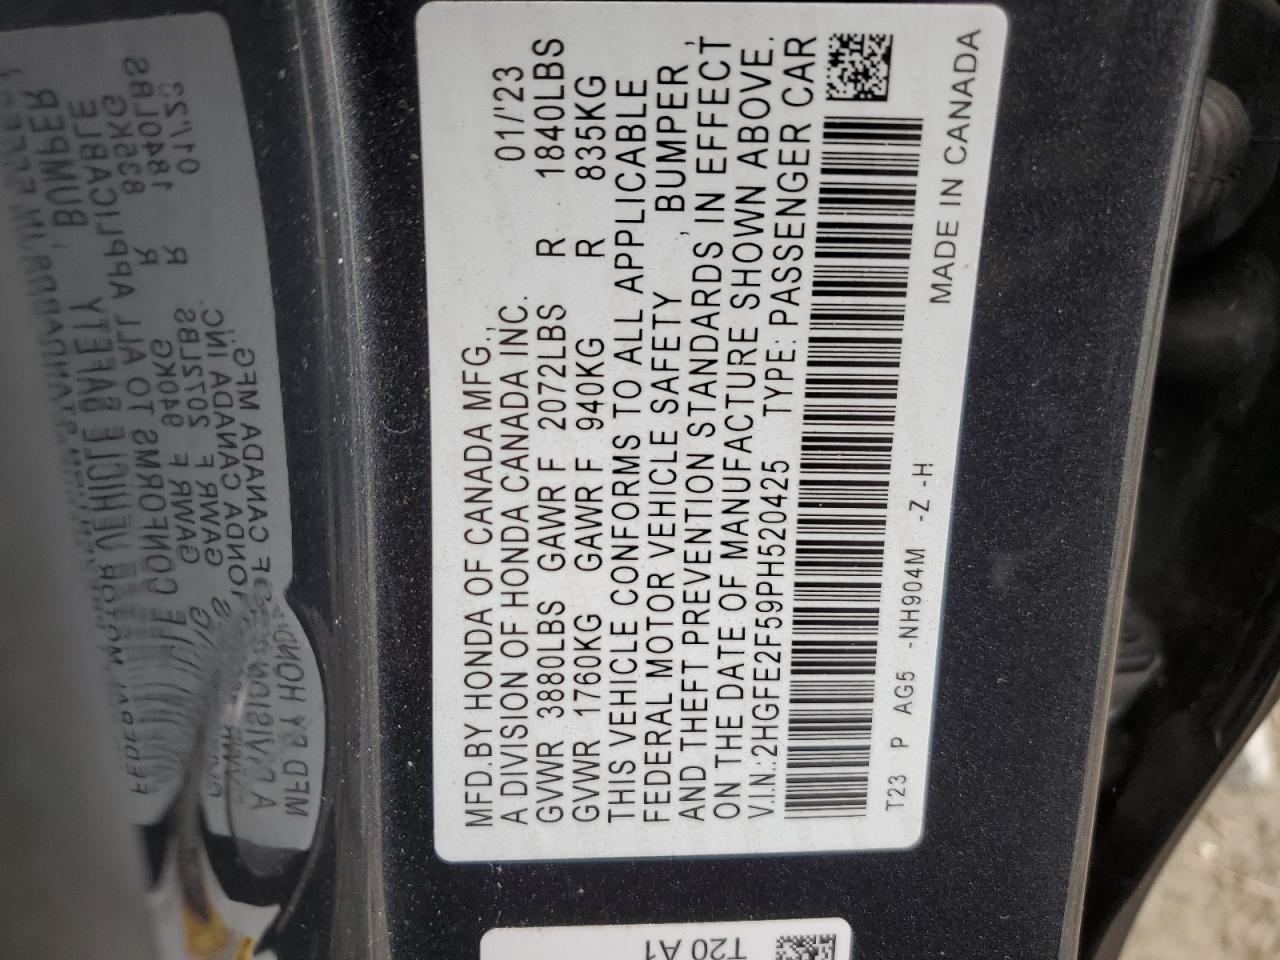 MFD.BY HONDA OF CANADA MFG., 01/'23
A DIVISION OF HONDA CANADA INC.
GVWR 3880LBS GAWR F 2072LBS R 1840LBS
GVWR 1760KG GAWR F 940KG R 835KG
THIS VEHICLE CONFORMS TO ALL APPLICABLE
FEDERAL MOTOR VEHICLE SAFETY , BUMPER ,
AND THEFT PREVENTION STANDARDS, IN EFFECT
ON THE DATE OF MANUFACTURE SHOWN ABOVE.
V.I.N.:2HGFE2F59PH520425 TYPE: PASSENGER CAR
T23 P AG5 -NH904M -Z -H
MADE IN CANADA
T20 A1